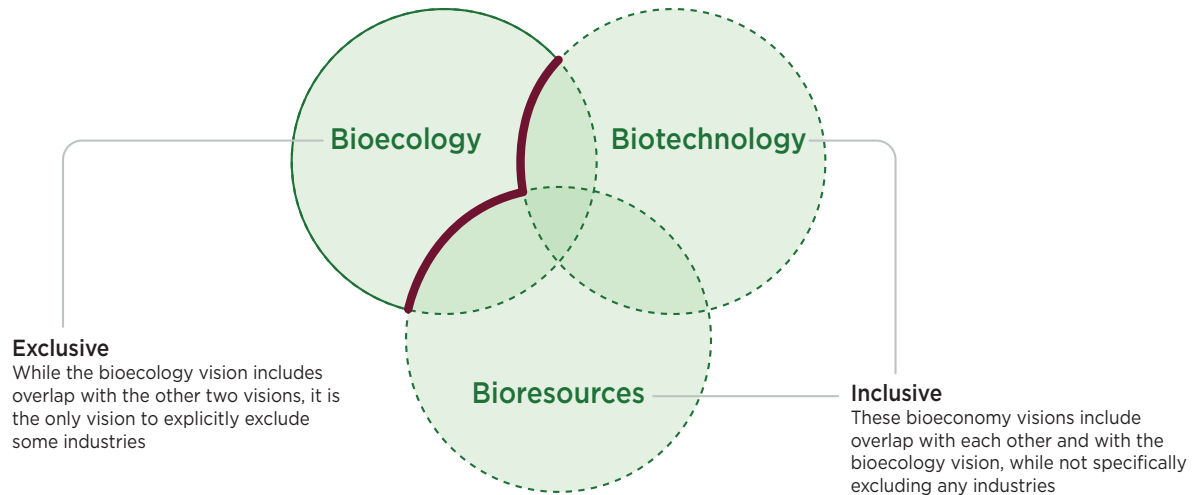 Bioecology
Biotechnology
Exclusive
While the bioecology vision includes
overlap with the other two visions, it is
the only vision to explicitly exclude
some industries
Bioresources
Inclusive
These bioeconomy visions include
overlap with each other and with the
bioecology vision, while not specifically
excluding any industries